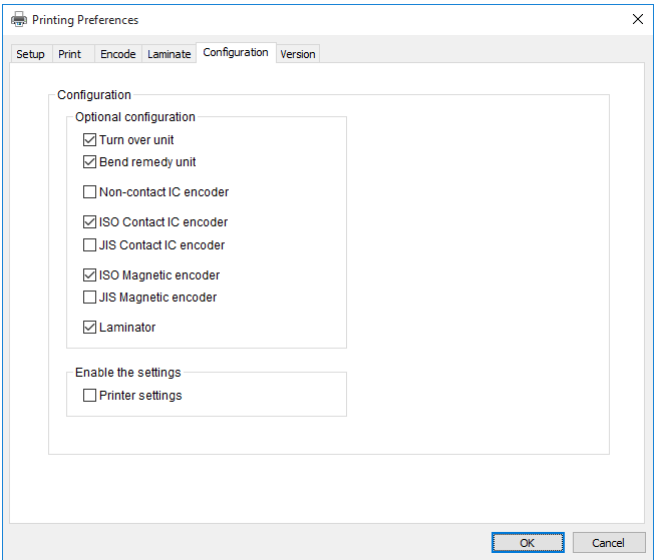 Printing Preferences
Setup Print Encode Laminate Configuration Version
Configuration
Optional configuration
Turn over unit
Bend remedy unit
Non-contact IC encoder
ISO Contact IC encoder
JIS Contact IC encoder
ISO Magnetic encoder
JIS Magnetic encoder
Laminator
Enable the settings
Printer settings
OK Cancel